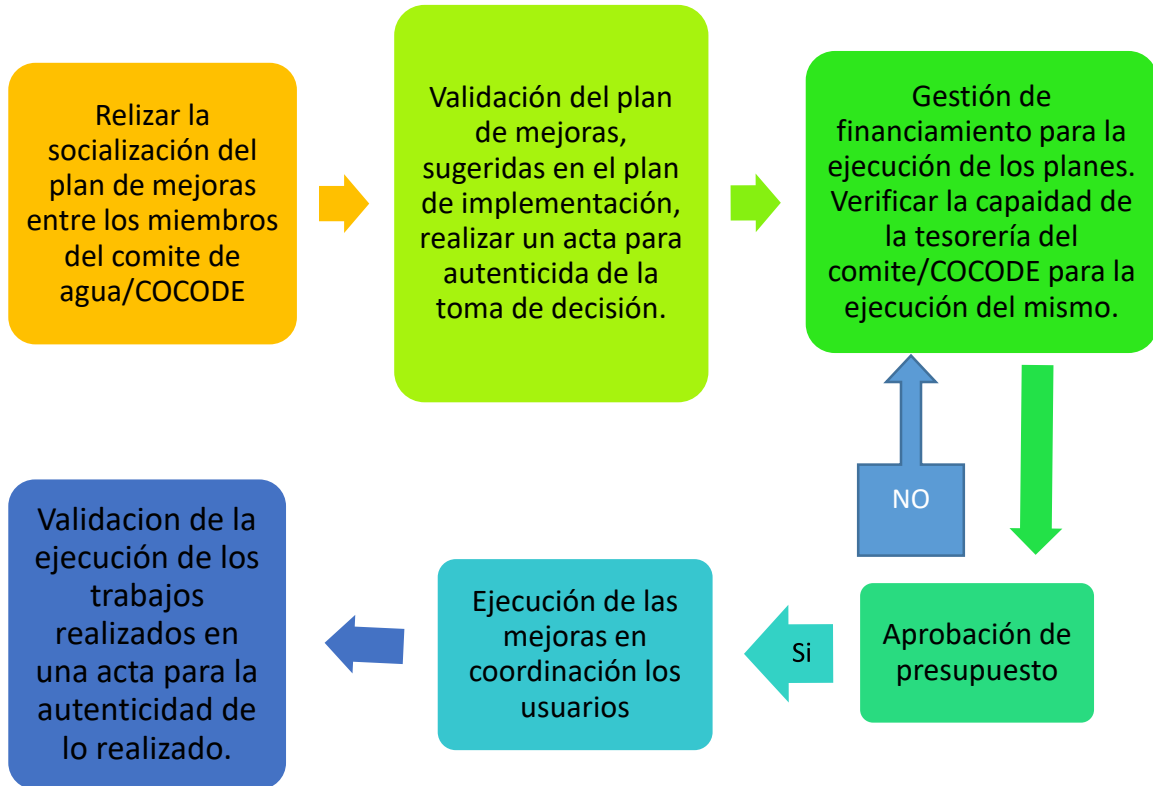 Relizar la
socialización del
plan de mejoras
entre los miembros
del comite de
agua/COCODE
Validación del plan
de mejoras,
sugeridas en el plan
de implementación,
realizar un acta para
autenticida de la
toma de decisión.
Gestión de
financiamiento para la
ejecución de los planes.
Verificar la capaidad de
la tesorería del
comite/COCODE para la
ejecución del mismo.
NO
Aprobación de
presupuesto
Si
Ejecución de las
mejoras en
coordinación los
usuarios
Validacion de la
ejecución de los
trabajos
realizados en
una acta para la
autenticidad de
lo realizado.